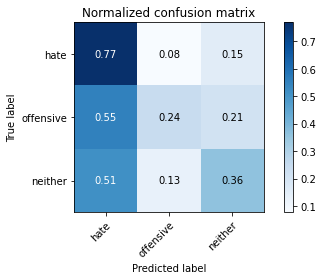 Normalized confusion matrix
True label
hate 0.77 0.08 0.15
offensive 0.55 0.24 0.21
neither 0.51 0.13 0.36
hate offensive neither
Predicted label
0.7
0.6
0.5
0.4
0.3
0.2
0.1